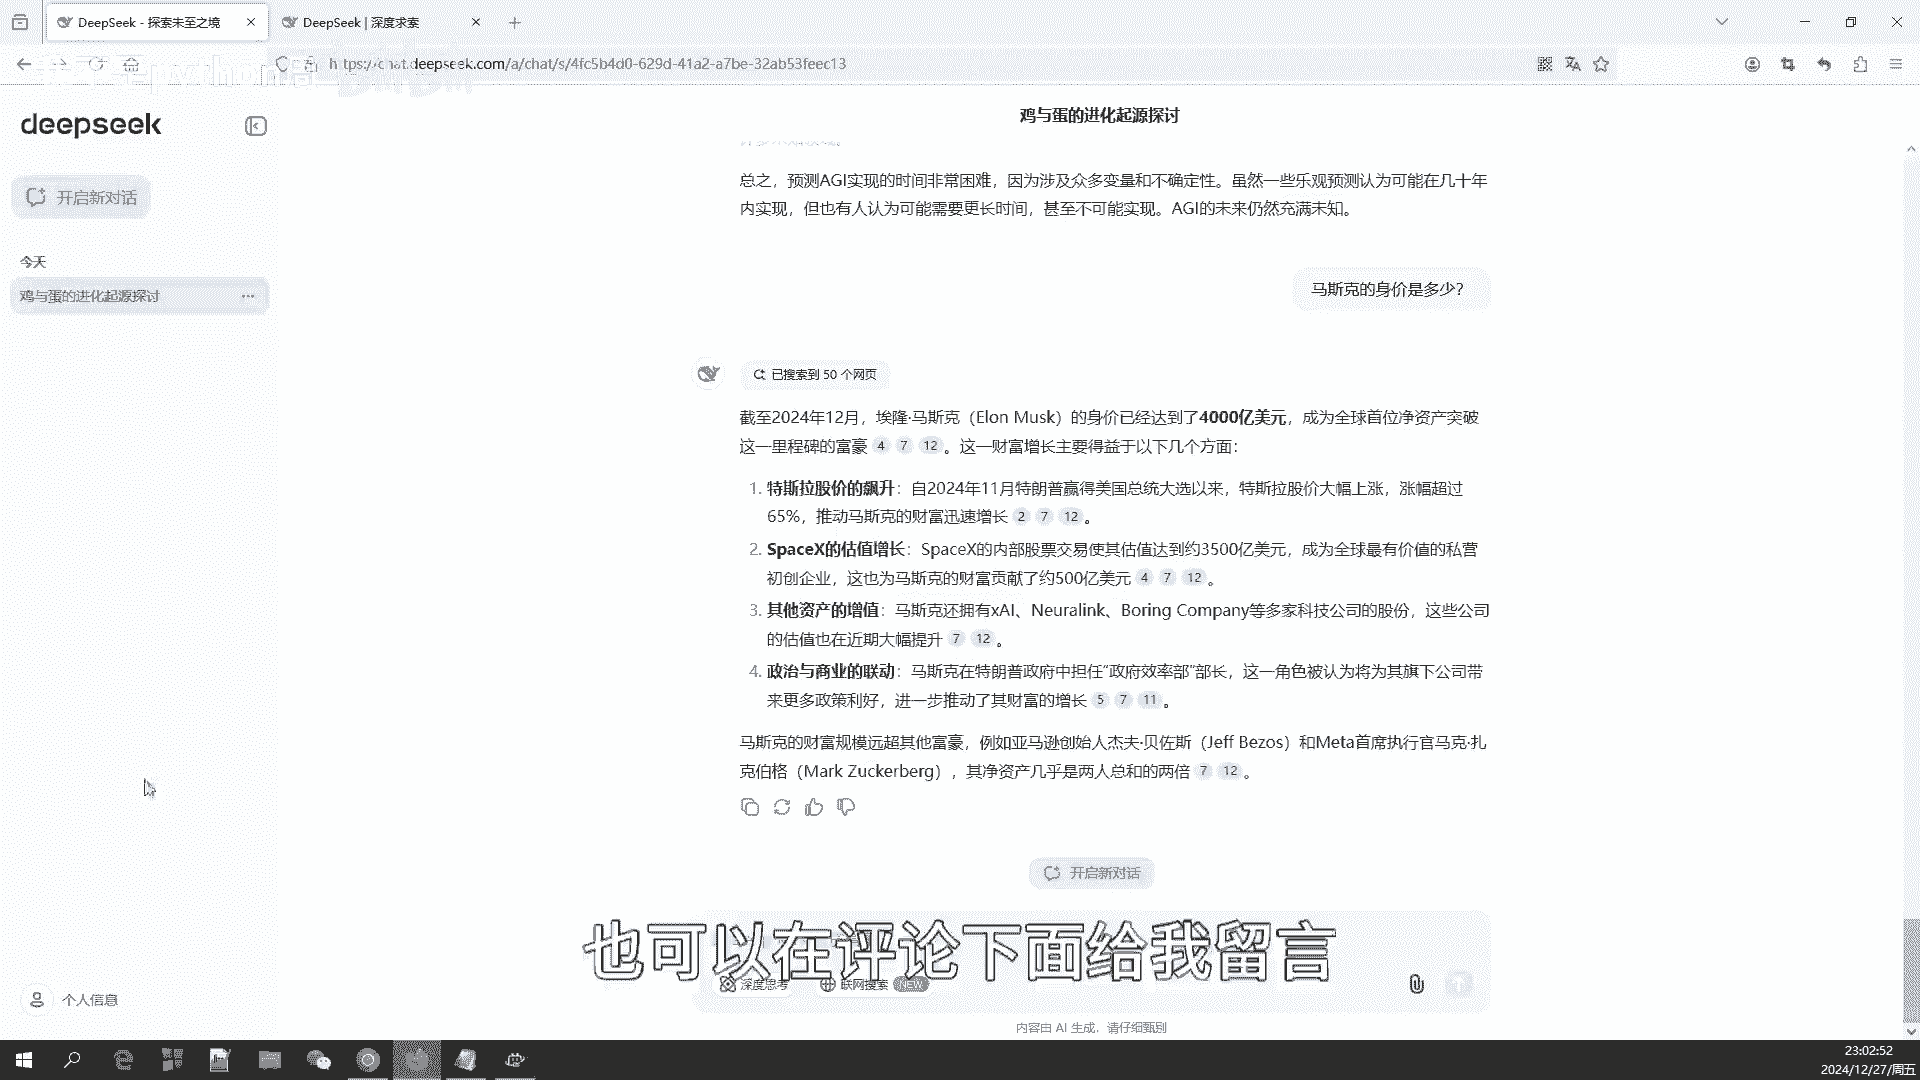 DeepSeek - 探索未至之境
DeepSeek | 深度求索
https://chat.deepseek.com/a/chat/s/4fc5b4d0-629d-41a2-a7be-32ab53feec13
deepseek
开启新对话
今天
鸡与蛋的进化起源探讨
个人信息
鸡与蛋的进化起源探讨
总之，预测AGI实现的时间非常困难，因为涉及众多变量和不确定性。虽然一些乐观预测认为可能在几十年
内实现，但也有人认为可能需要更长时间，甚至不可能实现。AGI的未来仍然充满未知。
马斯克的身价是多少？
已搜索到 50 个网页
截至2024年12月，埃隆·马斯克（Elon Musk）的身价已经达到了4000亿美元，成为全球首位净资产突破
这一里程碑的富豪 4 7 12 。这一财富增长主要得益于以下几个方面：
1. 特斯拉股价的飙升：自2024年11月特朗普赢得美国总统大选以来，特斯拉股价大幅上涨，涨幅超过
65%，推动马斯克的财富迅速增长 2 7 12 。
2. SpaceX的估值增长：SpaceX的内部股票交易使其估值达到约3500亿美元，成为全球最有价值的私营
初创企业，这也为马斯克的财富贡献了约500亿美元 4 7 12 。
3. 其他资产的增值：马斯克还拥有xAI、Neuralink、Boring Company等多家科技公司的股份，这些公司
的估值也在近期大幅提升 7 12 。
4. 政治与商业的联动：马斯克在特朗普政府中担任“政府效率部”部长，这一角色被认为将为其旗下公司带
来更多政策利好，进一步推动了其财富的增长 5 7 11 。
马斯克的财富规模远超其他富豪，例如亚马逊创始人杰夫·贝佐斯（Jeff Bezos）和Meta首席执行官马克·扎
克伯格（Mark Zuckerberg），其净资产几乎是两人总和的两倍 7 12 。
开启新对话
也可以在评论下面给我留言
深度思考
联网搜索 NEW
内容由 AI 生成，请仔细甄别
23:02:52
2024/12/27/周五